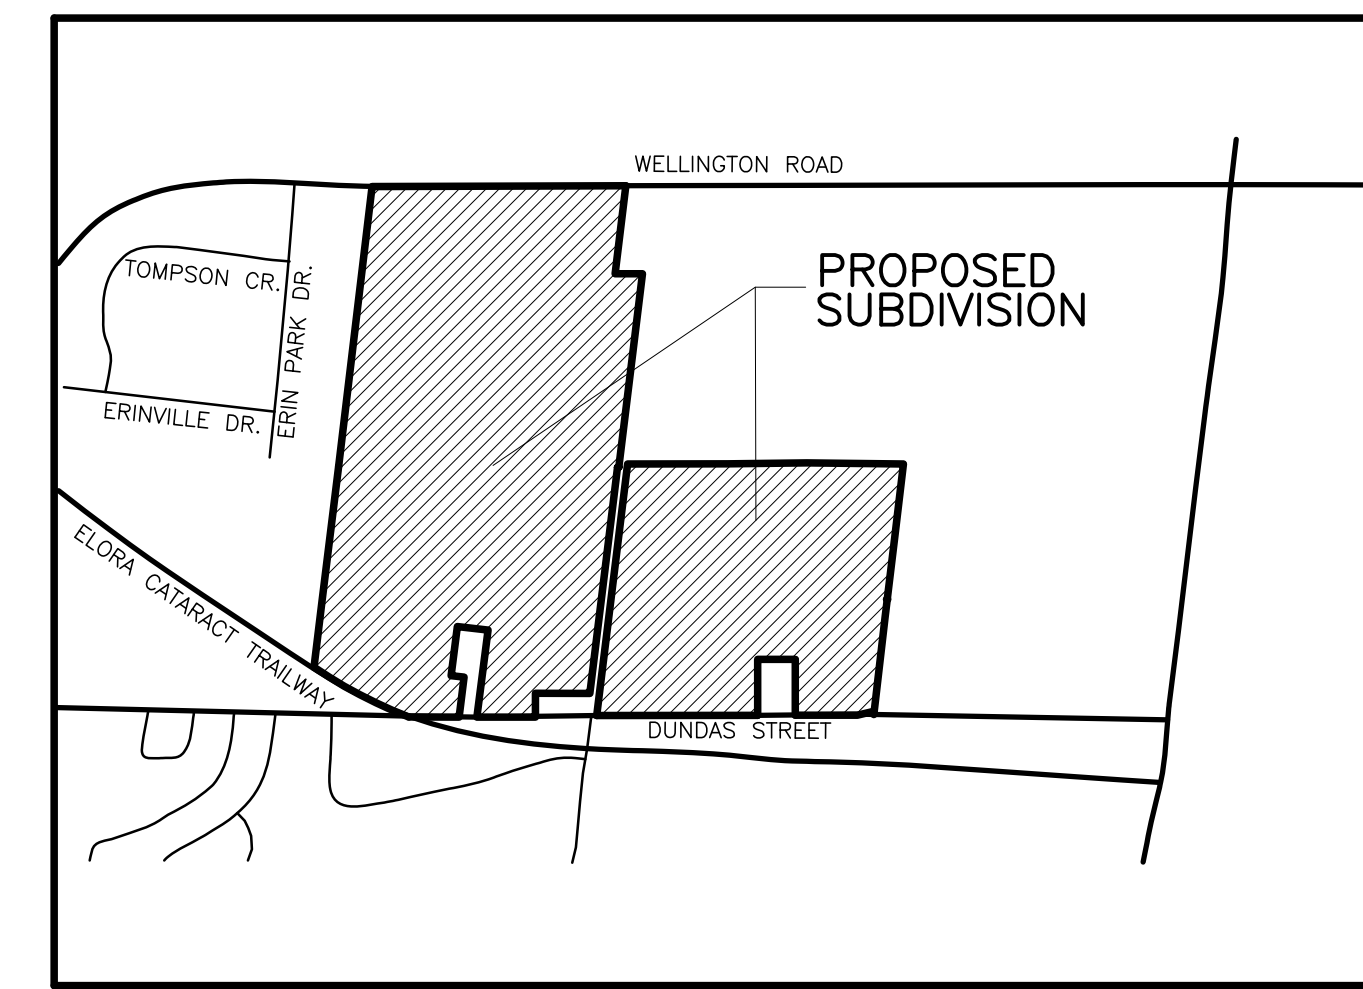 WELLINGTON ROAD
PROPOSED
SUBDIVISION
TOMPSON CR.
ERIN PARK DR.
ERINVILLE DR.
ELORA CATARACT TRAILWAY
DUNDAS STREET